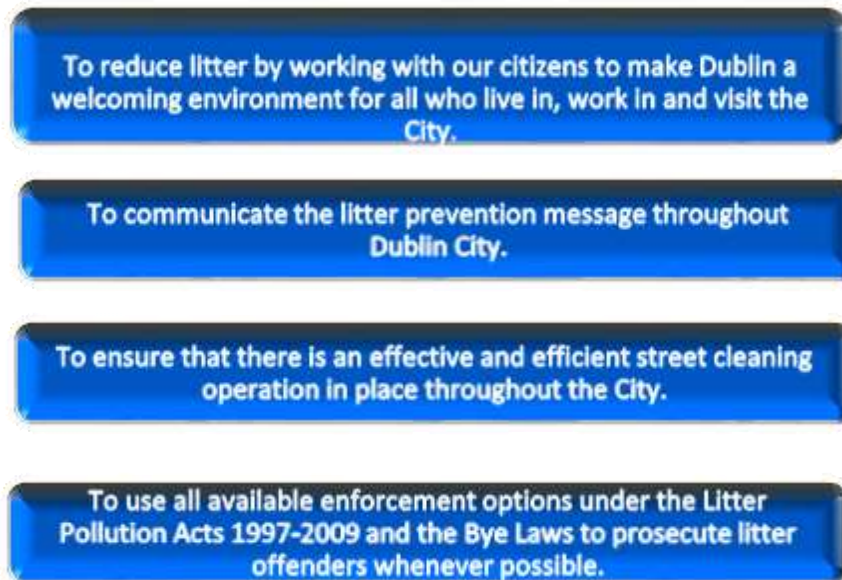 To reduce litter by working with our citizens to make Dublin a
welcoming environment for all who live in, work in and visit the
City.
To communicate the litter prevention message throughout
Dublin City.
To ensure that there is an effective and efficient street cleaning
operation in place throughout the City.
To use all available enforcement options under the Litter
Pollution Acts 1997-2009 and the Bye Laws to prosecute litter
offenders whenever possible.